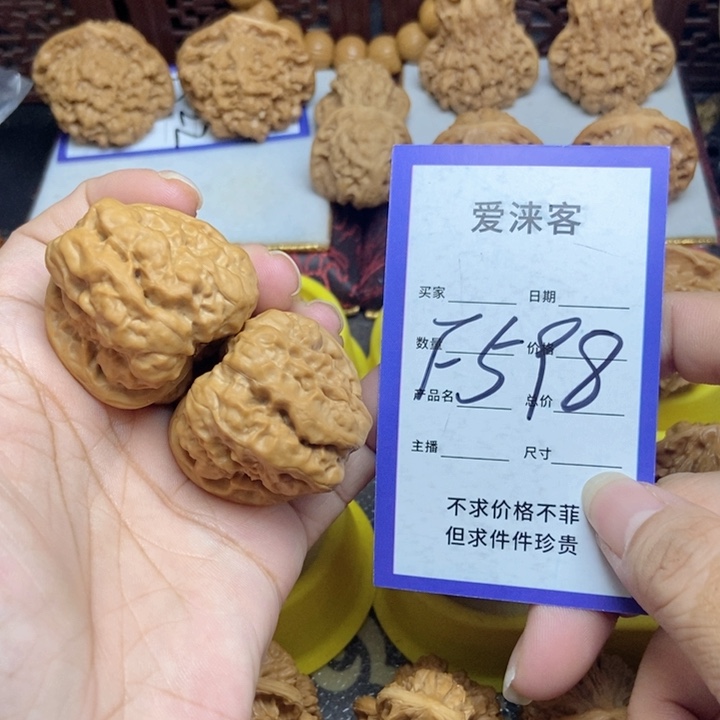 爱涞客
买家 日期
数量 价格
F598
产品名 总价
主播 尺寸
不求价格不菲
但求件件珍贵